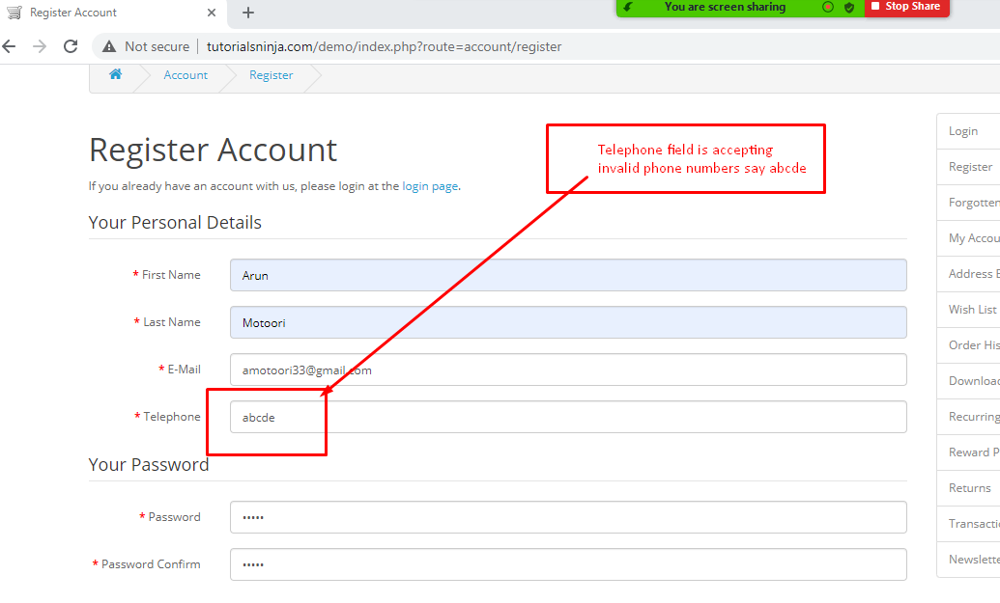 Register Account
You are screen sharing
Stop Share
Not secure
tutorialsninja.com/demo/index.php?route=account/register
Account
Register
Register Account
If you already have an account with us, please login at the login page.
Telephone field is accepting
invalid phone numbers say abcde
Your Personal Details
* First Name
Arun
* Last Name
Motoori
* E-Mail
amotoori33@gmail.com
* Telephone
abcde
Your Password
* Password
•••••
* Password Confirm
•••••
Login
Register
Forgotten
My Accou
Address E
Wish List
Order His
Downloac
Recurring
Reward P
Returns
Transacti
Newslette